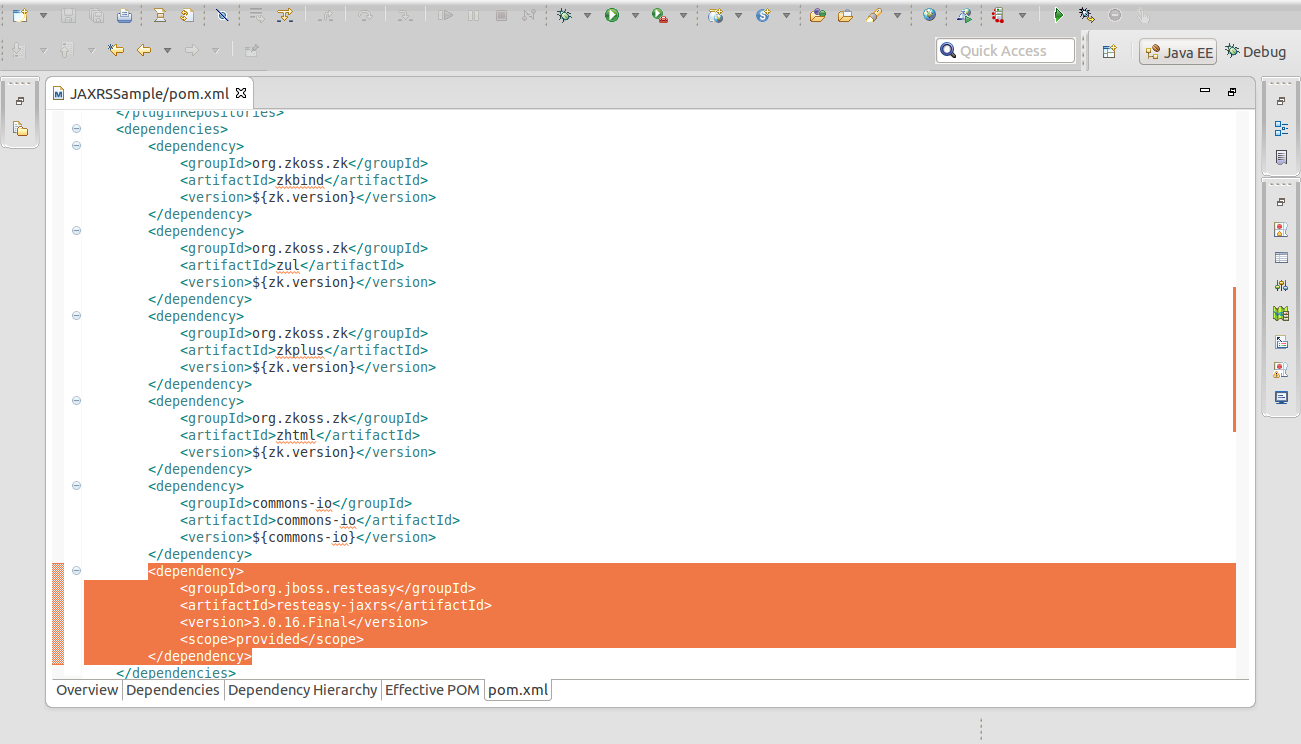 Quick Access
Java EE
Debug
JAXRSSample/pom.xml
</pluginRepositories>
<dependencies>
<dependency>
<groupId>org.zkoss.zk</groupId>
<artifactId>zkbind</artifactId>
<version>${zk.version}</version>
</dependency>
<dependency>
<groupId>org.zkoss.zk</groupId>
<artifactId>zul</artifactId>
<version>${zk.version}</version>
</dependency>
<dependency>
<groupId>org.zkoss.zk</groupId>
<artifactId>zkplus</artifactId>
<version>${zk.version}</version>
</dependency>
<dependency>
<groupId>org.zkoss.zk</groupId>
<artifactId>zhtml</artifactId>
<version>${zk.version}</version>
</dependency>
<dependency>
<groupId>commons-io</groupId>
<artifactId>commons-io</artifactId>
<version>${commons-io}</version>
</dependency>
<dependency>
<groupId>org.jboss.resteasy</groupId>
<artifactId>resteasy-jaxrs</artifactId>
<version>3.0.16.Final</version>
<scope>provided</scope>
</dependency>
</dependencies>
Overview Dependencies Dependency Hierarchy Effective POM pom.xml